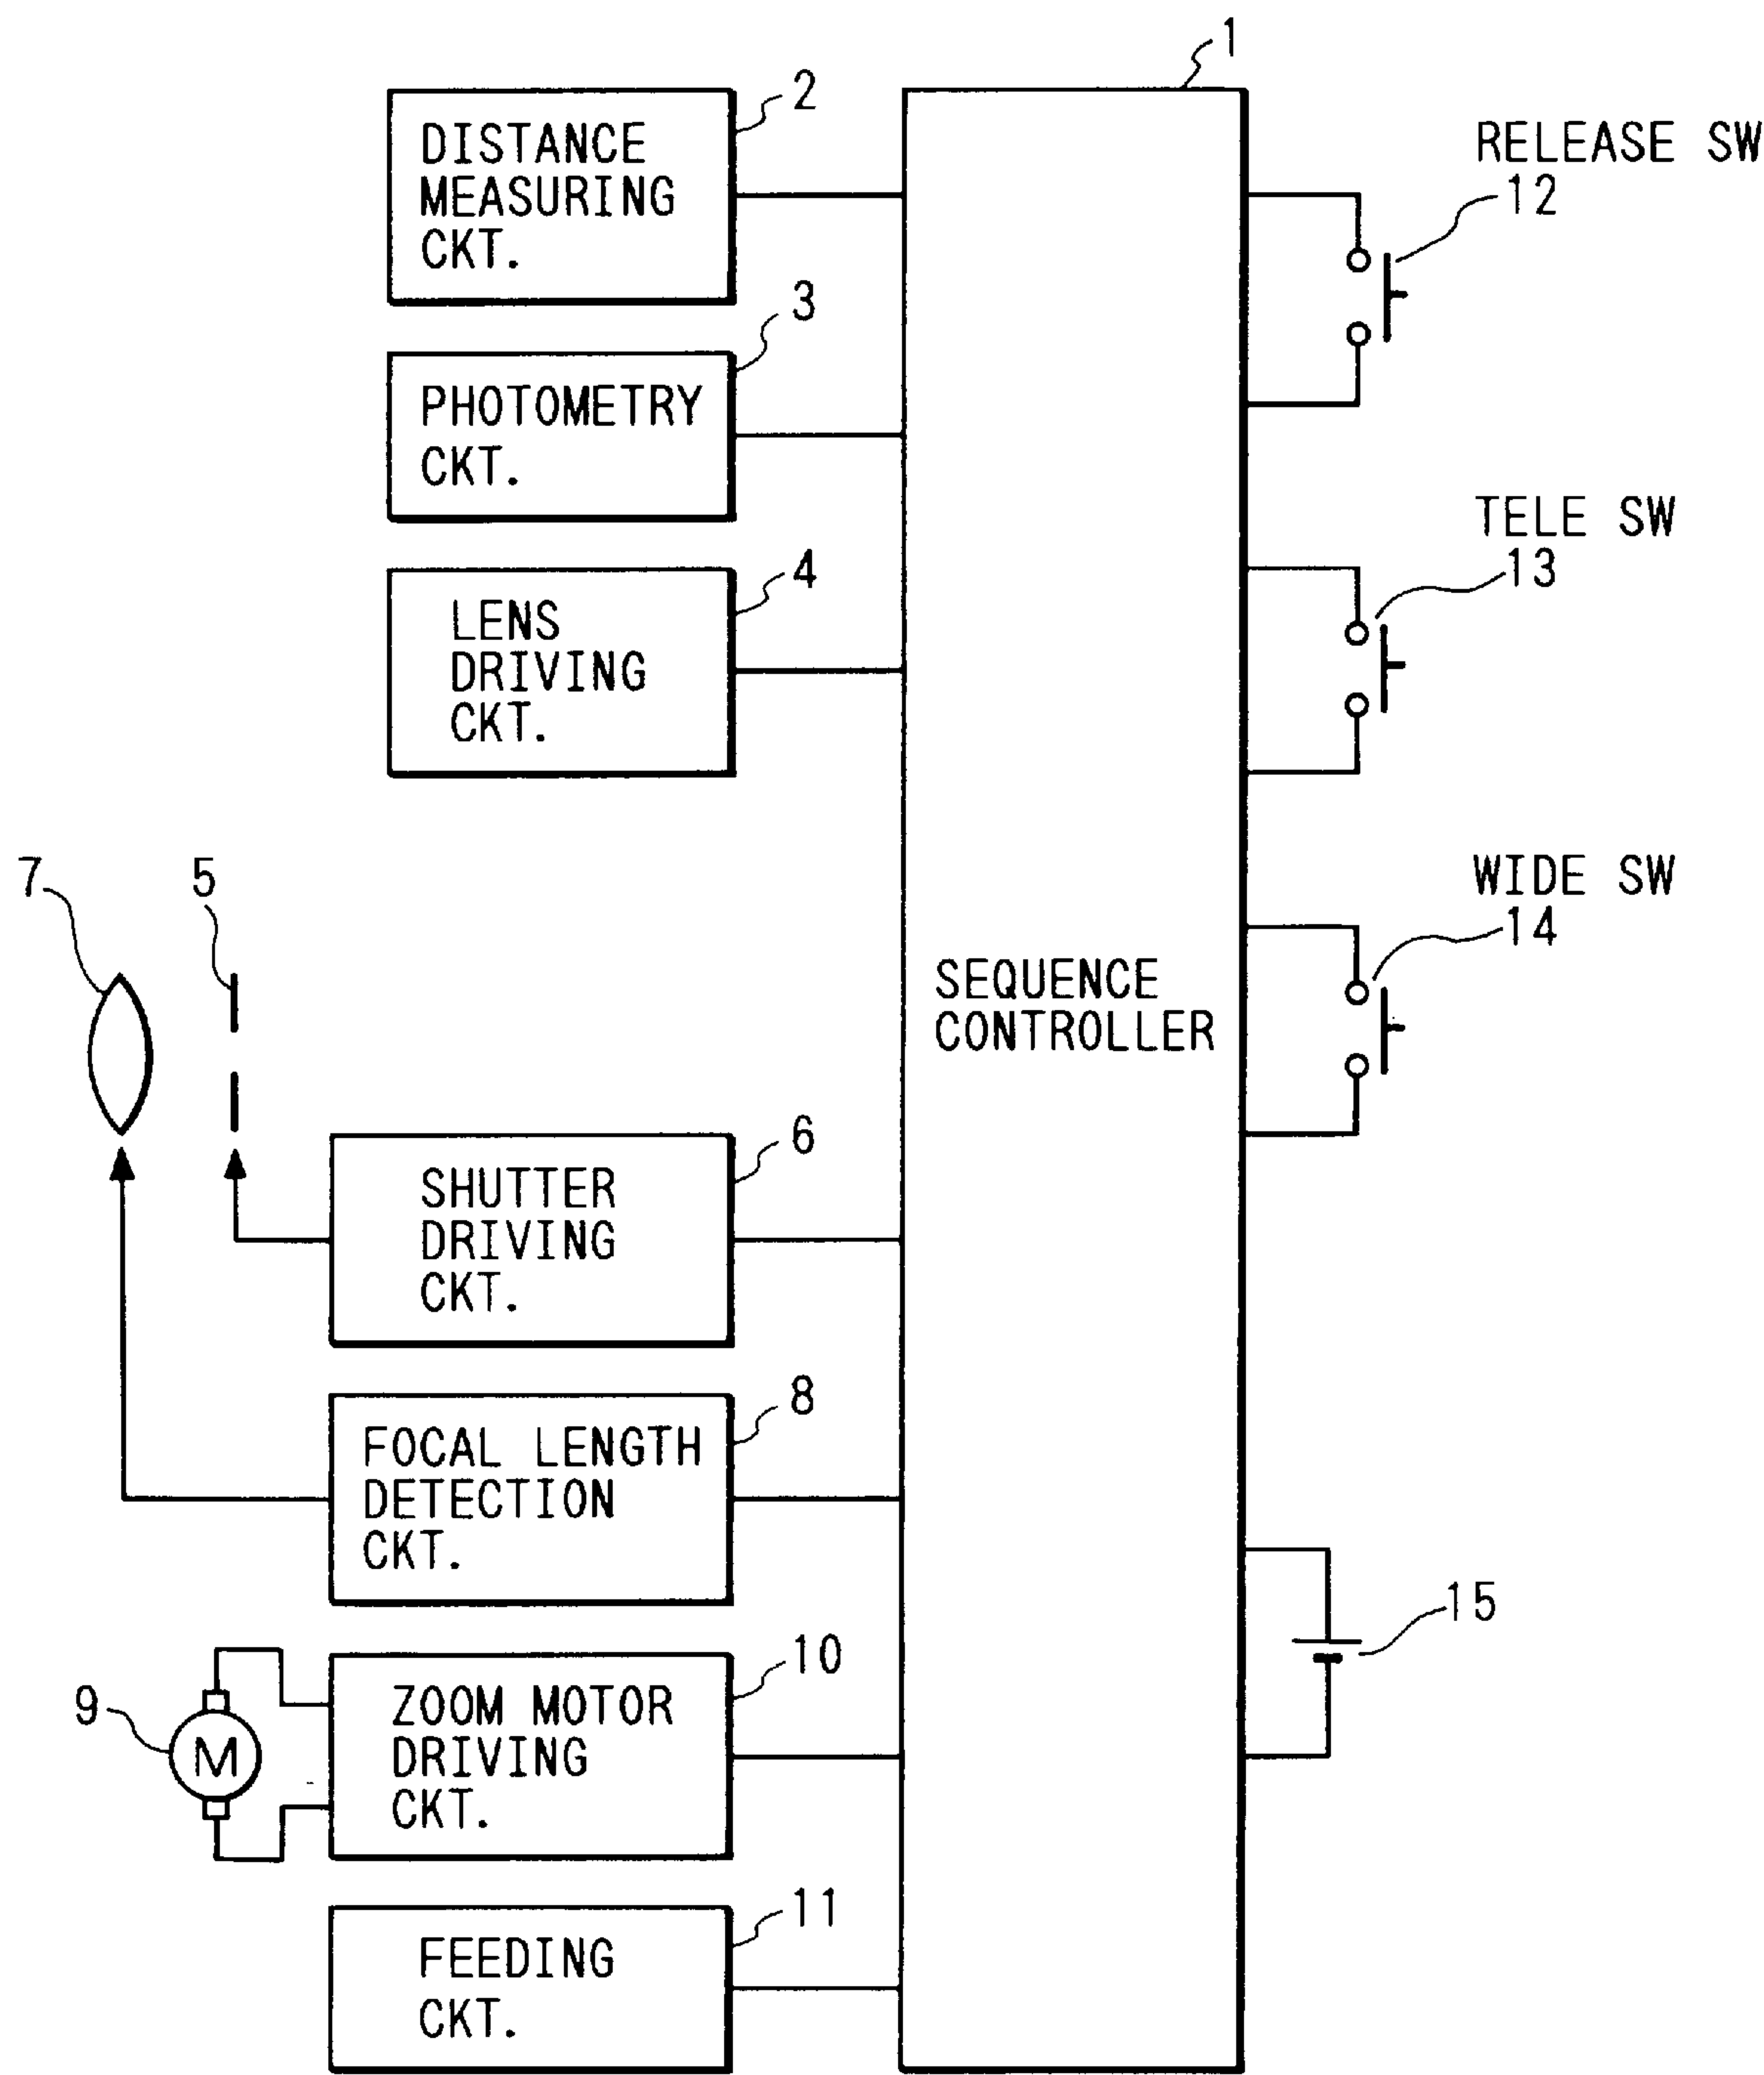 1
2
DISTANCE
MEASURING
CKT.
3
PHOTOMETRY
CKT.
4
LENS
DRIVING
CKT.
7
5
6
SHUTTER
DRIVING
CKT.
8
FOCAL LENGTH
DETECTION
CKT.
9
M
10
ZOOM MOTOR
DRIVING
CKT.
11
FEEDING
CKT.
SEQUENCE
CONTROLLER
RELEASE SW
12
TELE SW
13
WIDE SW
14
15